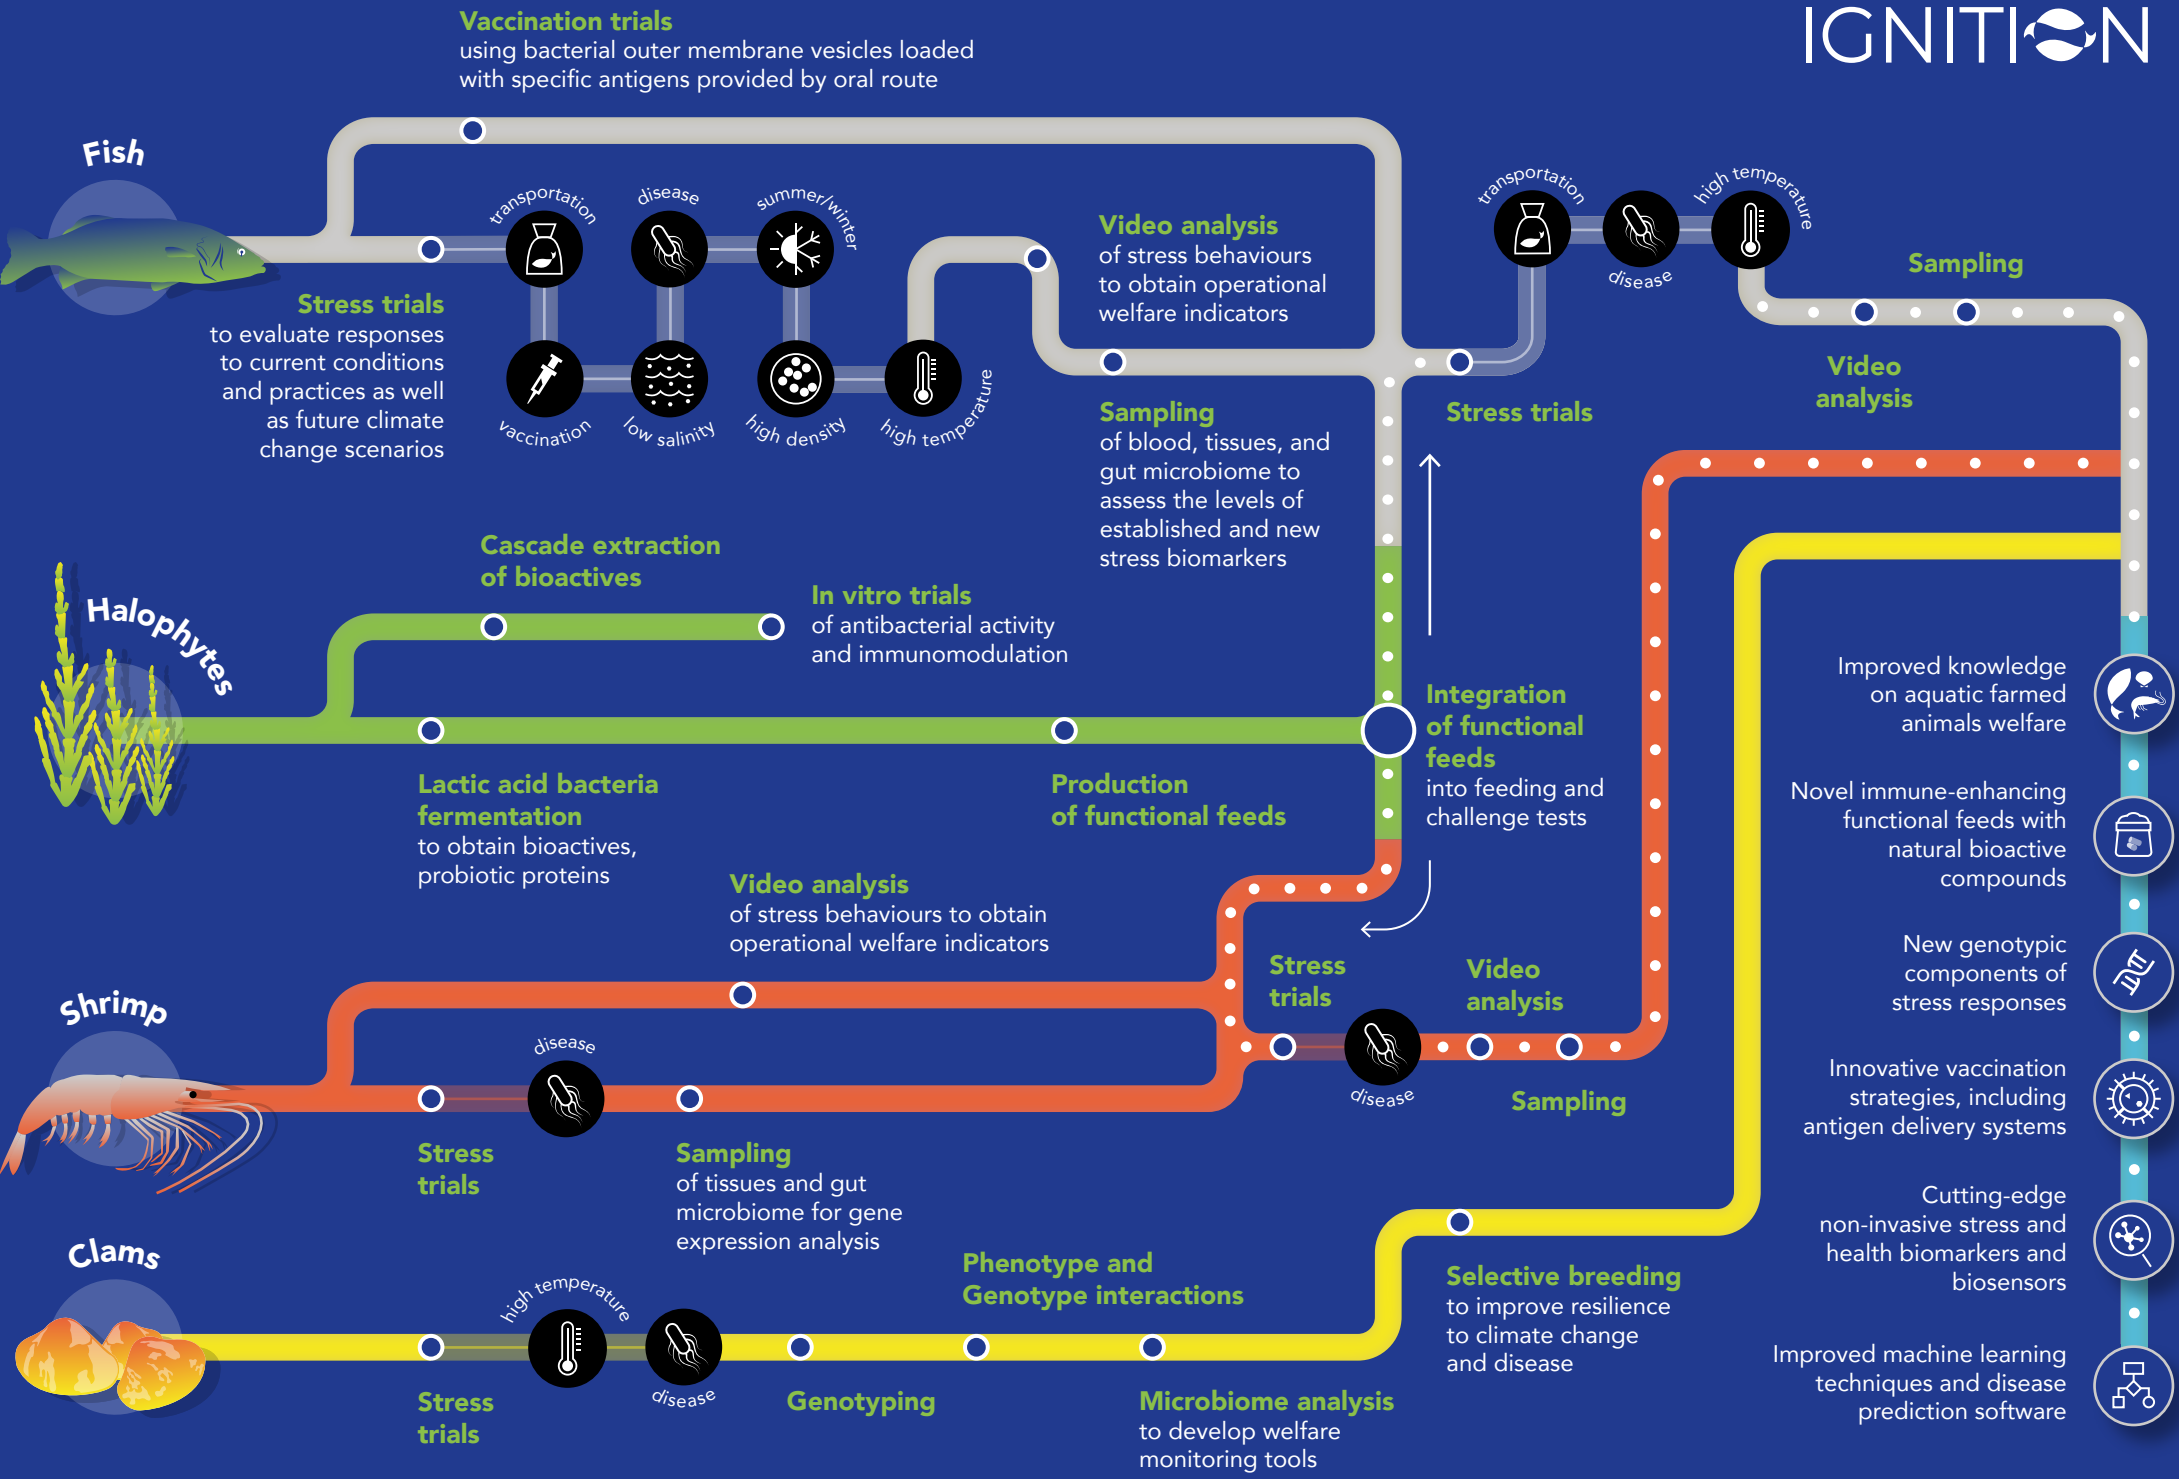 IGNITION
Vaccination trials
using bacterial outer membrane vesicles loaded
with specific antigens provided by oral route
Fish
transportation
disease
summer/winter
vaccination
low salinity
high density
high temperature
Stress trials
to evaluate responses
to current conditions
and practices as well
as future climate
change scenarios
Video analysis
of stress behaviours
to obtain operational
welfare indicators
Sampling
of blood, tissues, and
gut microbiome to
assess the levels of
established and new
stress biomarkers
transportation
disease
high temperature
Stress trials
Sampling
Video
analysis
Halophytes
Cascade extraction
of bioactives
In vitro trials
of antibacterial activity
and immunomodulation
Lactic acid bacteria
fermentation
to obtain bioactives,
probiotic proteins
Production
of functional feeds
Integration
of functional
feeds
into feeding and
challenge tests
Shrimp
Video analysis
of stress behaviours to obtain
operational welfare indicators
disease
Stress
trials
Sampling
of tissues and gut
microbiome for gene
expression analysis
Stress
trials
disease
Video
analysis
Sampling
Clams
high temperature
disease
Stress
trials
Genotyping
Phenotype and
Genotype interactions
Microbiome analysis
to develop welfare
monitoring tools
Selective breeding
to improve resilience
to climate change
and disease
Improved knowledge
on aquatic farmed
animals welfare
Novel immune-enhancing
functional feeds with
natural bioactive
compounds
New genotypic
components of
stress responses
Innovative vaccination
strategies, including
antigen delivery systems
Cutting-edge
non-invasive stress and
health biomarkers and
biosensors
Improved machine learning
techniques and disease
prediction software